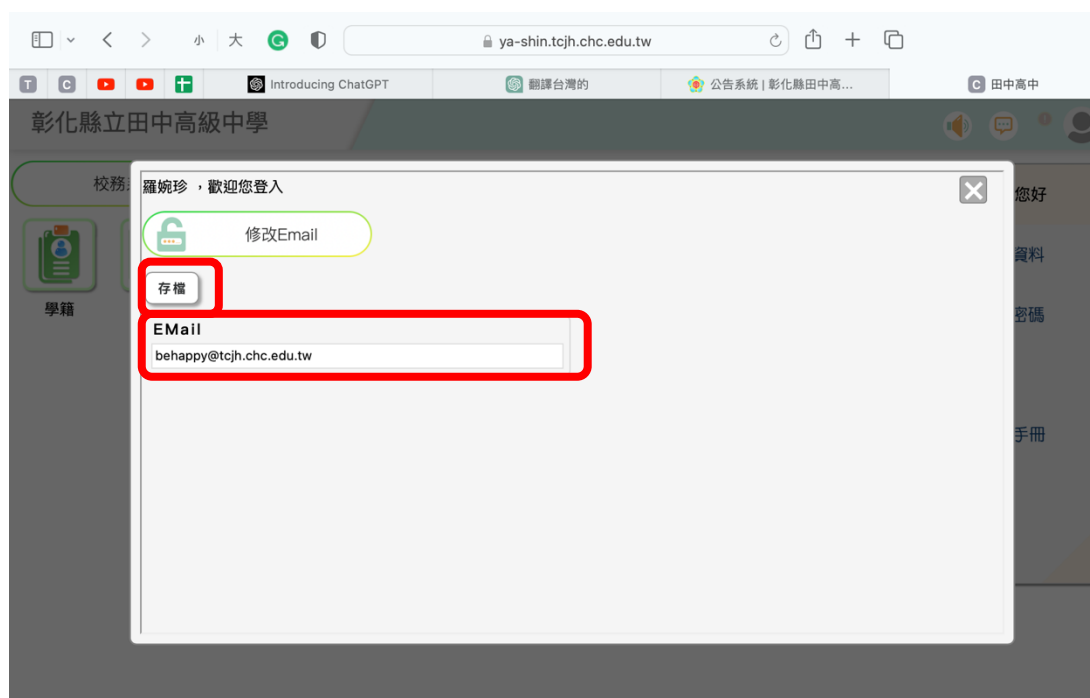 小 大 G ya-shin.tcjh.chc.edu.tw
T C Introducing ChatGPT 翻譯台灣的 公告系統 | 彰化縣田中高... C 田中高中
彰化縣立田中高級中學
校務
羅婉珍 ，歡迎您登入
您好
修改Email
資料
存檔
學籍
密碼
EMail
behappy@tcjh.chc.edu.tw
手冊